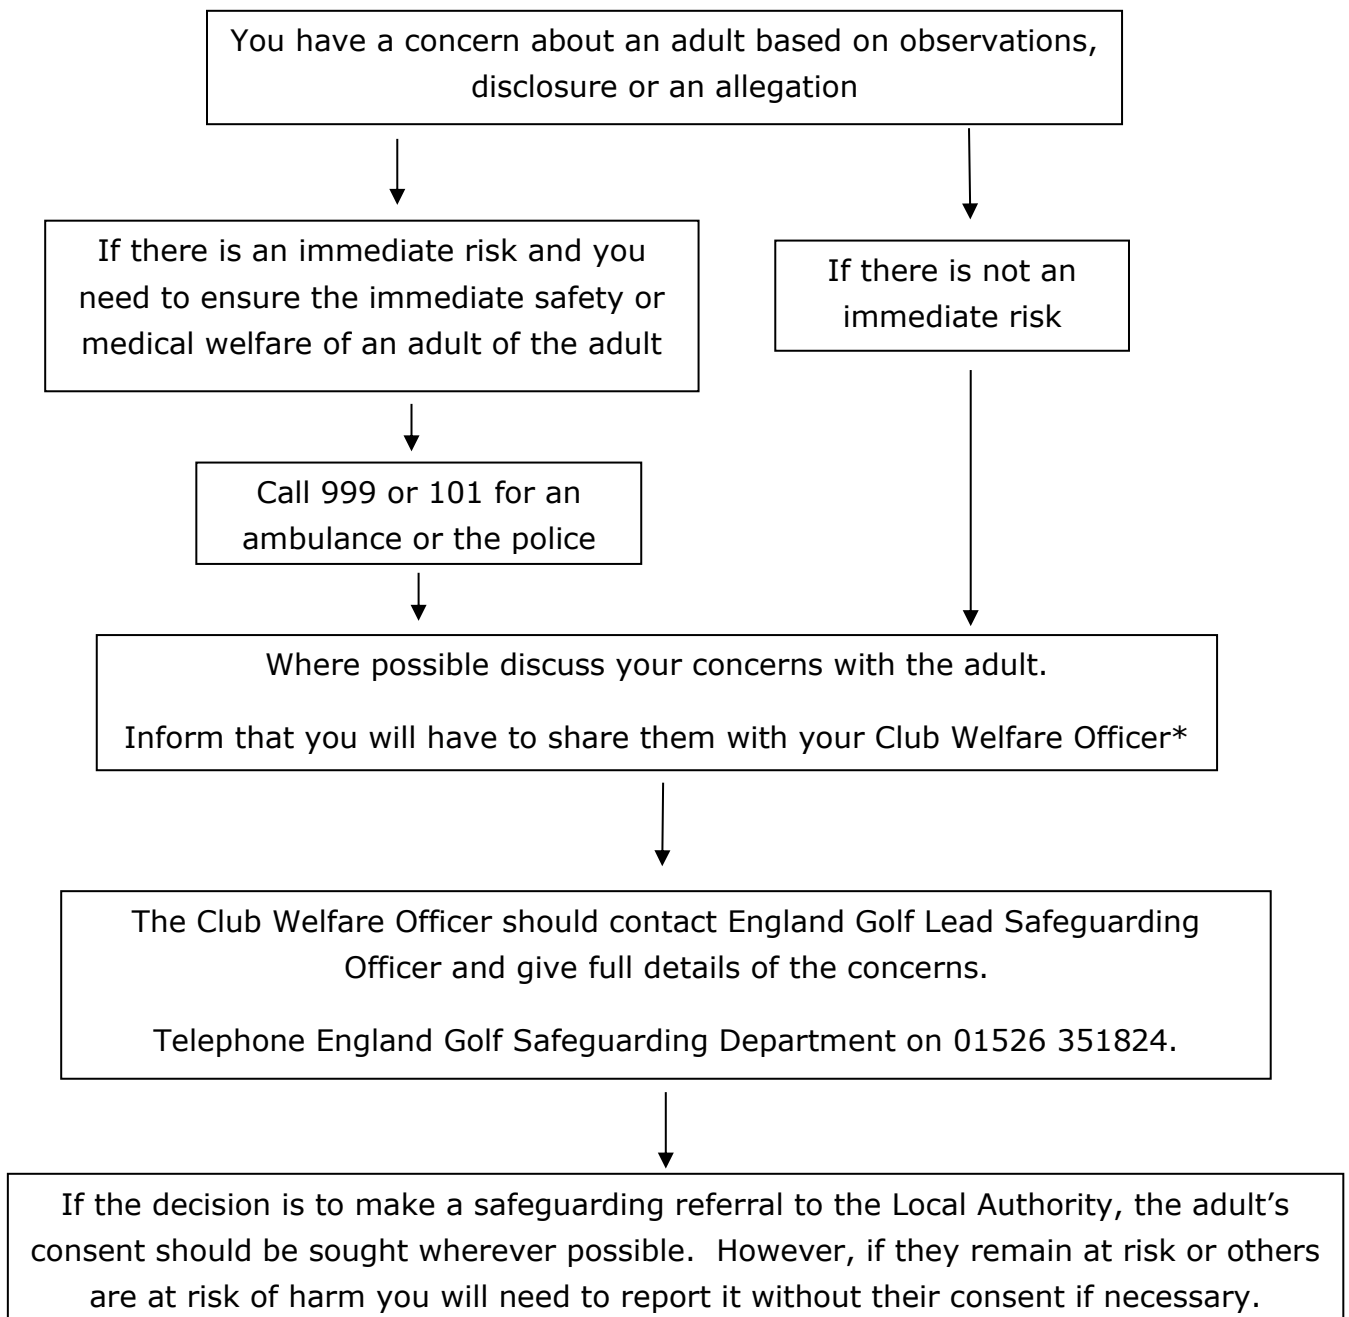 You have a concern about an adult based on observations,
disclosure or an allegation
If there is an immediate risk and you
need to ensure the immediate safety or
medical welfare of an adult of the adult
If there is not an
immediate risk
Call 999 or 101 for an
ambulance or the police
Where possible discuss your concerns with the adult.
Inform that you will have to share them with your Club Welfare Officer*
The Club Welfare Officer should contact England Golf Lead Safeguarding
Officer and give full details of the concerns.
Telephone England Golf Safeguarding Department on 01526 351824.
If the decision is to make a safeguarding referral to the Local Authority, the adult’s
consent should be sought wherever possible.  However, if they remain at risk or others
are at risk of harm you will need to report it without their consent if necessary.